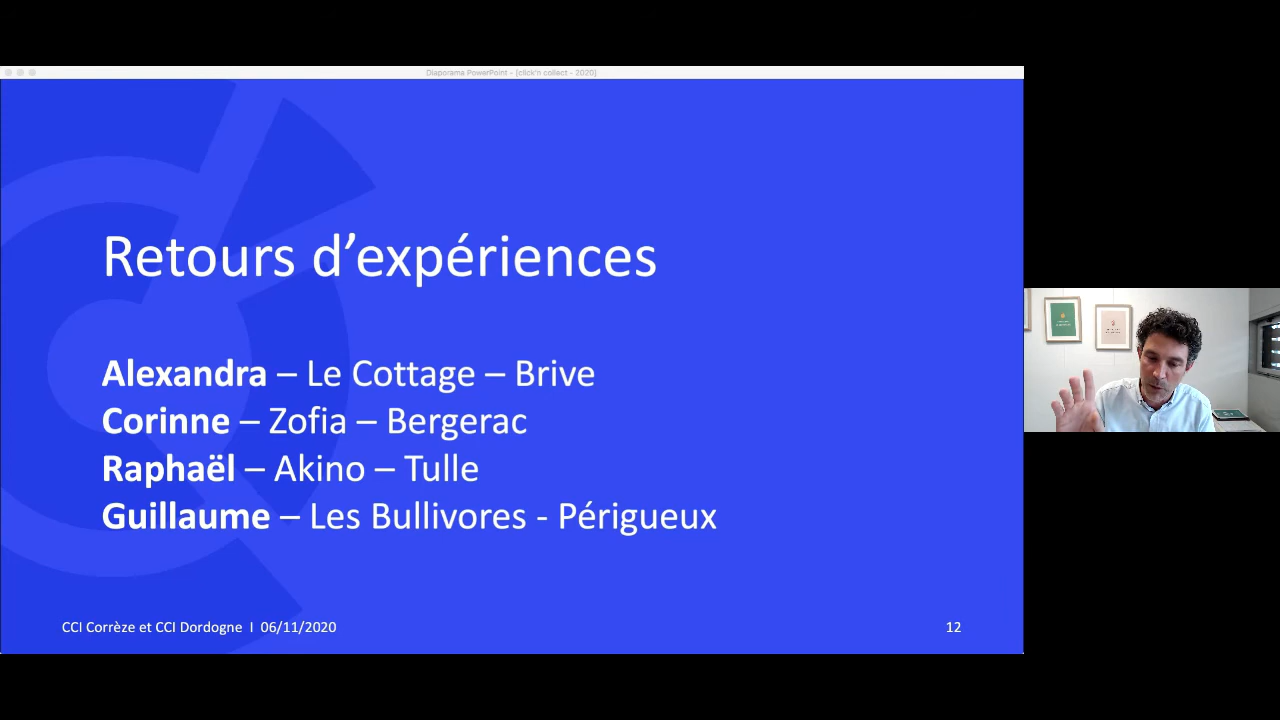 Diaporama PowerPoint - [click'n collect - 2020]
Retours d’expériences
Alexandra – Le Cottage – Brive
Corinne – Zofia – Bergerac
Raphaël – Akino – Tulle
Guillaume – Les Bullivores - Périgueux
CCI Corrèze et CCI Dordogne I 06/11/2020
12